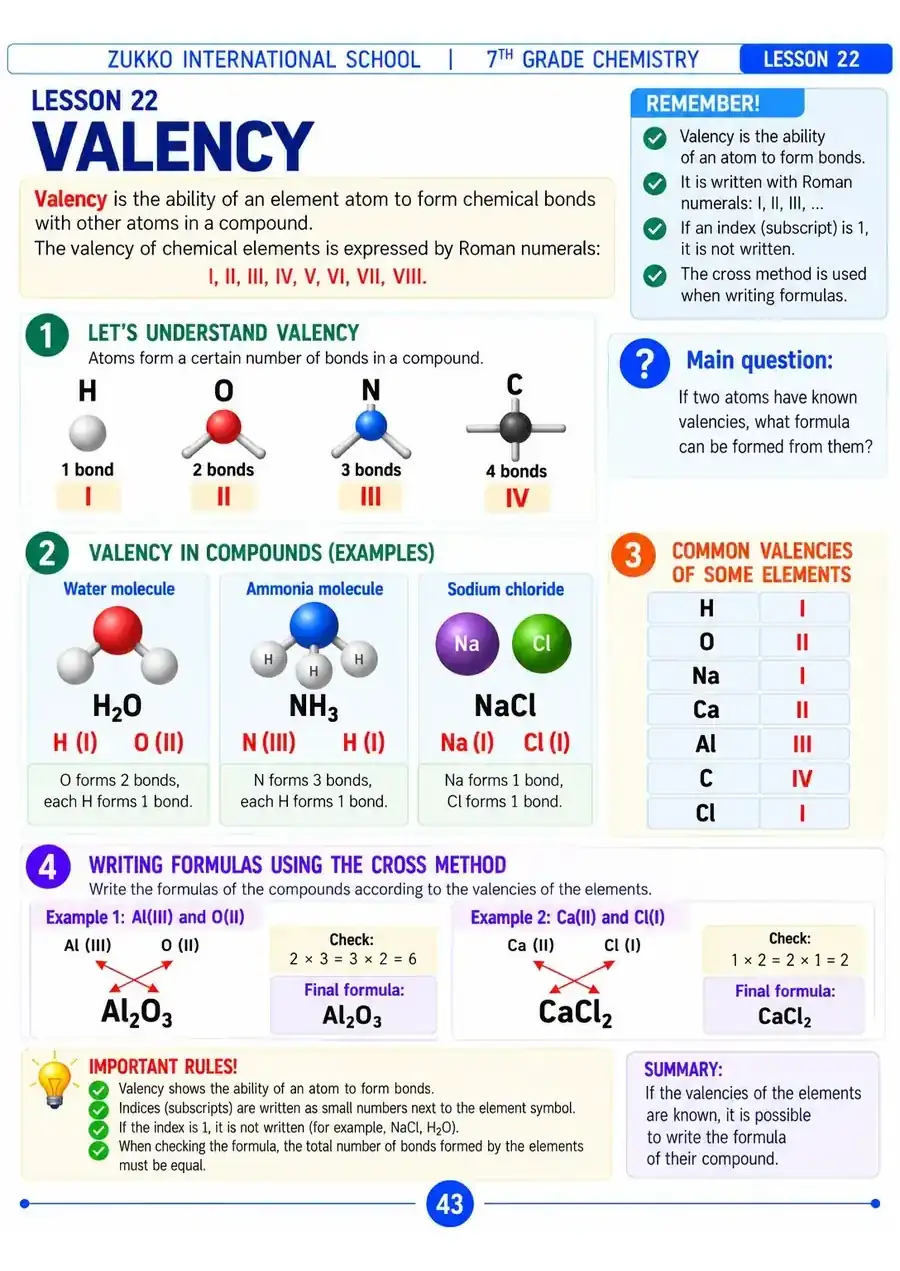 ZUKKO INTERNATIONAL SCHOOL | 7TH GRADE CHEMISTRY LESSON 22
LESSON 22
VALENCY
Valency is the ability of an element atom to form chemical bonds
with other atoms in a compound.
The valency of chemical elements is expressed by Roman numerals:
I, II, III, IV, V, VI, VII, VIII.
REMEMBER!
Valency is the ability
of an atom to form bonds.
It is written with Roman
numerals: I, II, III, ...
If an index (subscript) is 1,
it is not written.
The cross method is used
when writing formulas.
1 LET'S UNDERSTAND VALENCY
Atoms form a certain number of bonds in a compound.
H O N C
1 bond 2 bonds 3 bonds 4 bonds
I II III IV
? Main question:
If two atoms have known
valencies, what formula
can be formed from them?
2 VALENCY IN COMPOUNDS (EXAMPLES)
Water molecule
H₂O
H (I) O (II)
O forms 2 bonds,
each H forms 1 bond.
Ammonia molecule
H H H
NH₃
N (III) H (I)
N forms 3 bonds,
each H forms 1 bond.
Sodium chloride
Na Cl
NaCl
Na (I) Cl (I)
Na forms 1 bond,
Cl forms 1 bond.
3 COMMON VALENCIES
OF SOME ELEMENTS
H I
O II
Na I
Ca II
Al III
C IV
Cl I
4 WRITING FORMULAS USING THE CROSS METHOD
Write the formulas of the compounds according to the valencies of the elements.
Example 1: Al(III) and O(II)
Al (III) O (II)
Al₂O₃
Check:
2 × 3 = 3 × 2 = 6
Final formula:
Al₂O₃
Example 2: Ca(II) and Cl(I)
Ca (II) Cl (I)
CaCl₂
Check:
1 × 2 = 2 × 1 = 2
Final formula:
CaCl₂
IMPORTANT RULES!
Valency shows the ability of an atom to form bonds.
Indices (subscripts) are written as small numbers next to the element symbol.
If the index is 1, it is not written (for example, NaCl, H₂O).
When checking the formula, the total number of bonds formed by the elements
must be equal.
SUMMARY:
If the valencies of the elements
are known, it is possible
to write the formula
of their compound.
43